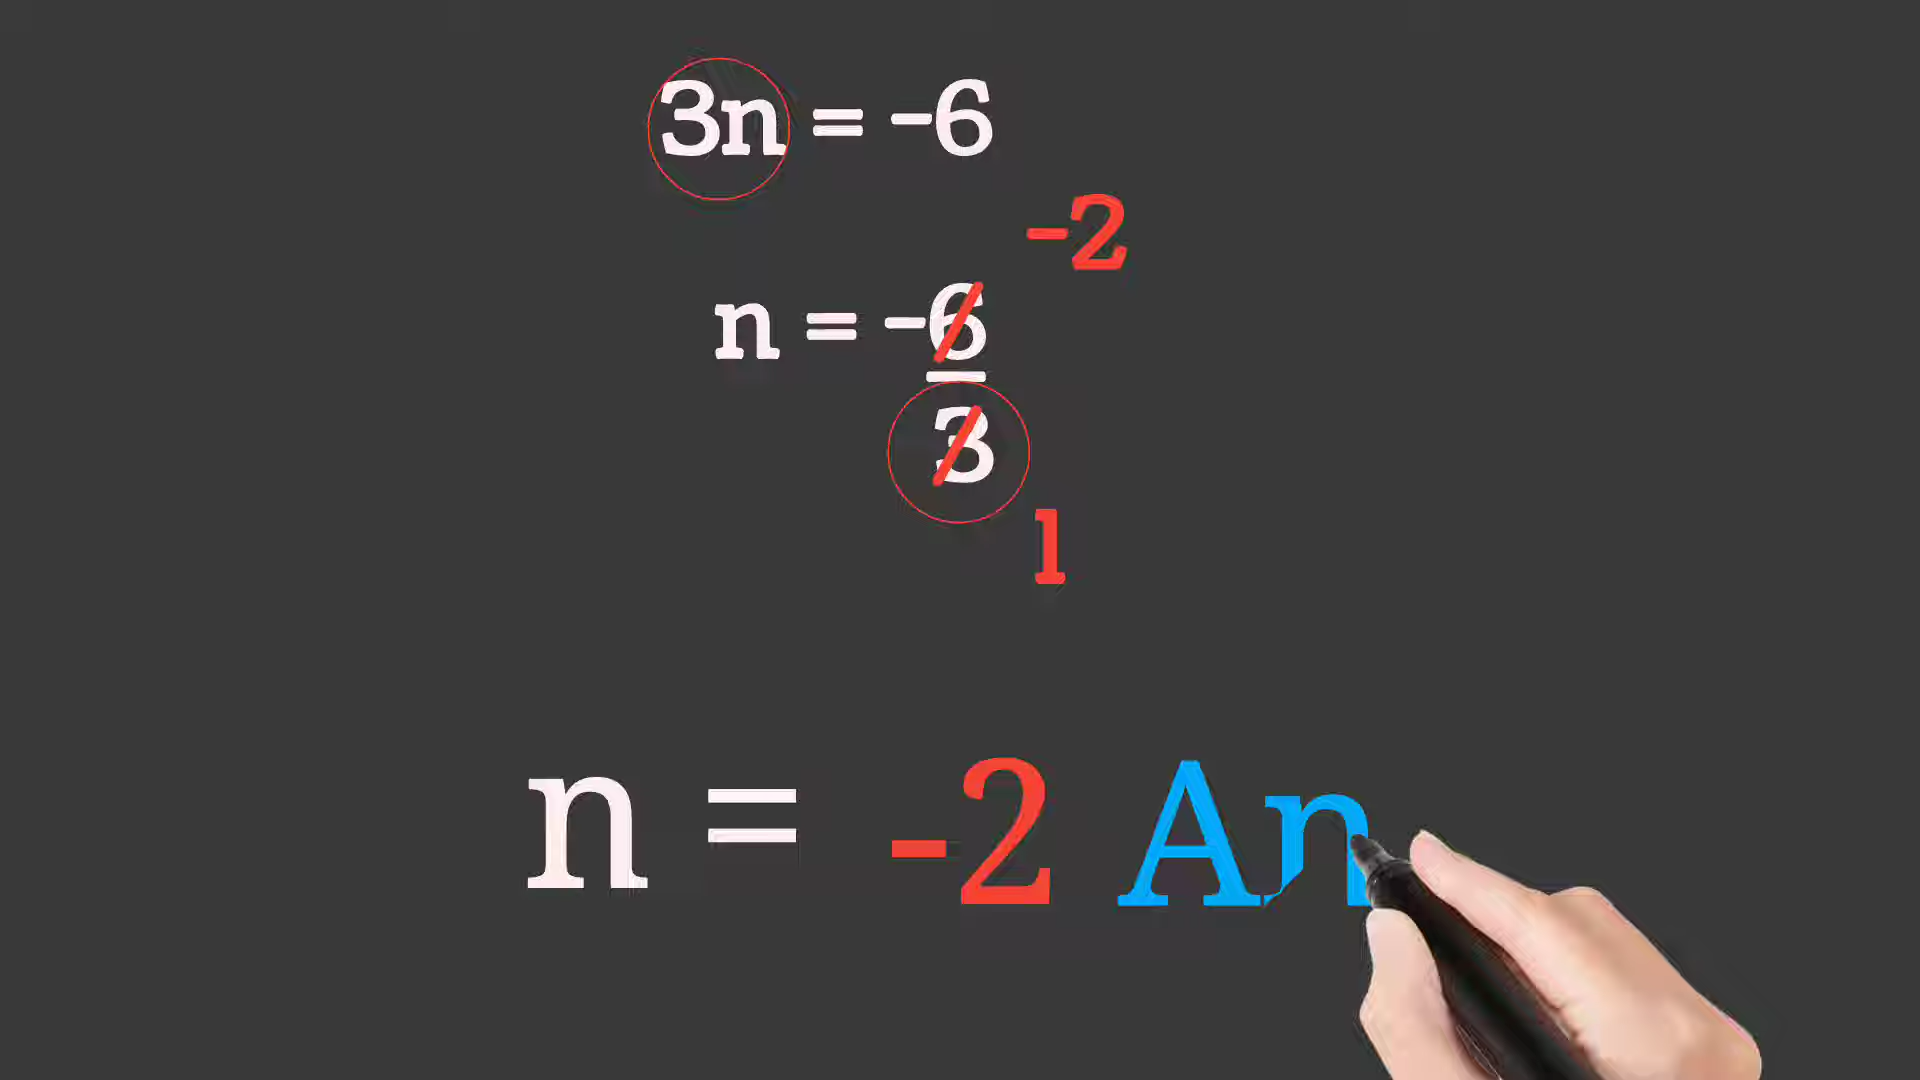 3n = -6
-2
n = -6
3
1
n = -2 An